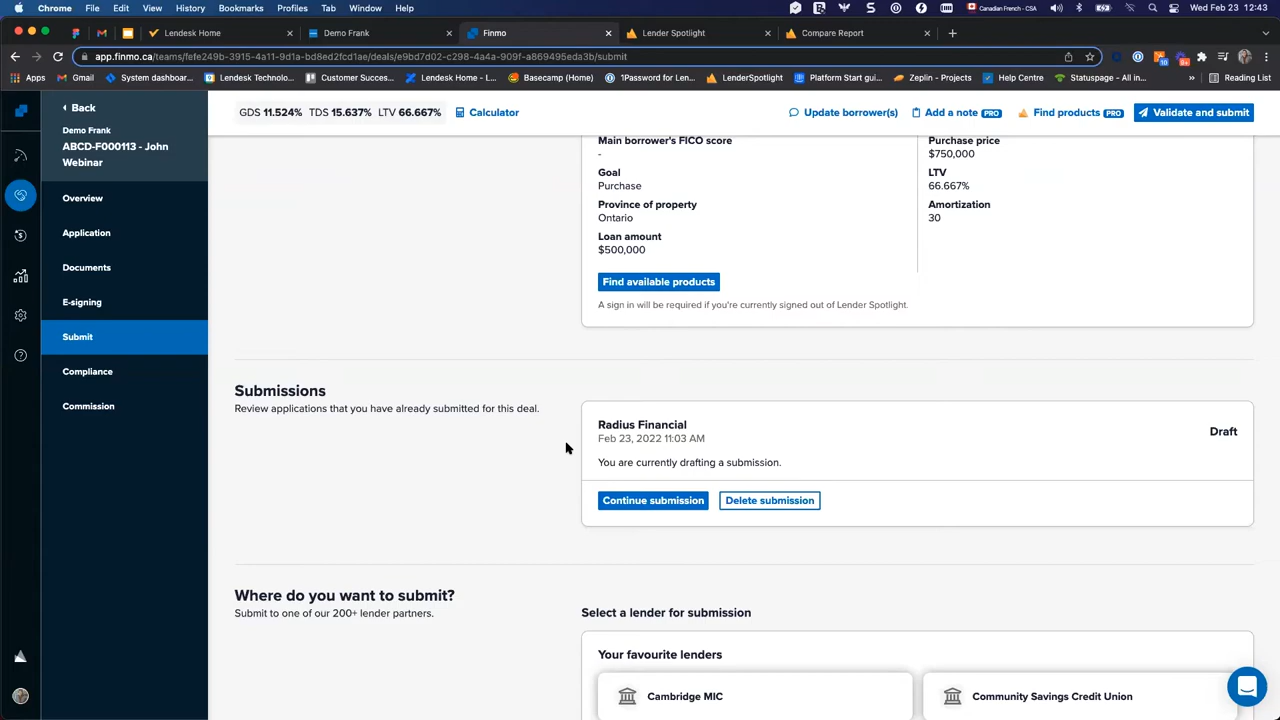 Chrome File Edit View History Bookmarks Profiles Tab Window Help Canadian French - CSA Wed Feb 23 12:43
Lendesk Home Demo Frank Finmo Lender Spotlight Compare Report
app.finmo.ca/teams/fefe249b-3915-4a11-9d1a-bd8ed2fcd1ae/deals/e9bd7d02-c298-4a4a-909f-a869495eda3b/submit
Apps Gmail System dashboar... Lendesk Technolo... Customer Succes... Lendesk Home - L... Basecamp (Home) 1Password for Len... LenderSpotlight Platform Start gui... Zeplin - Projects Help Centre Statuspage - All in... » Reading List
Back
Demo Frank
ABCD-F000113 - John
Webinar
Overview
Application
Documents
E-signing
Submit
Compliance
Commission
GDS 11.524% TDS 15.637% LTV 66.667% Calculator Update borrower(s) Add a note PRO Find products PRO Validate and submit
Main borrower's FICO score
-
Goal
Purchase
Province of property
Ontario
Loan amount
$500,000
Purchase price
$750,000
LTV
66.667%
Amortization
30
Find available products
A sign in will be required if you're currently signed out of Lender Spotlight.
Submissions
Review applications that you have already submitted for this deal.
Radius Financial
Feb 23, 2022 11:03 AM
Draft
You are currently drafting a submission.
Continue submission Delete submission
Where do you want to submit?
Submit to one of our 200+ lender partners.
Select a lender for submission
Your favourite lenders
Cambridge MIC Community Savings Credit Union